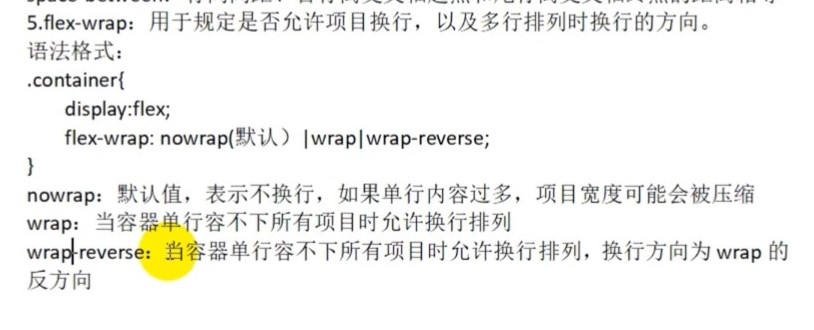 5.flex-wrap：用于规定是否允许项目换行，以及多行排列时换行的方向。
语法格式：
.container{
display:flex;
flex-wrap: nowrap(默认）|wrap|wrap-reverse;
}
nowrap：默认值，表示不换行，如果单行内容过多，项目宽度可能会被压缩
wrap：当容器单行容不下所有项目时允许换行排列
wrap-reverse：当容器单行容不下所有项目时允许换行排列，换行方向为 wrap 的
反方向